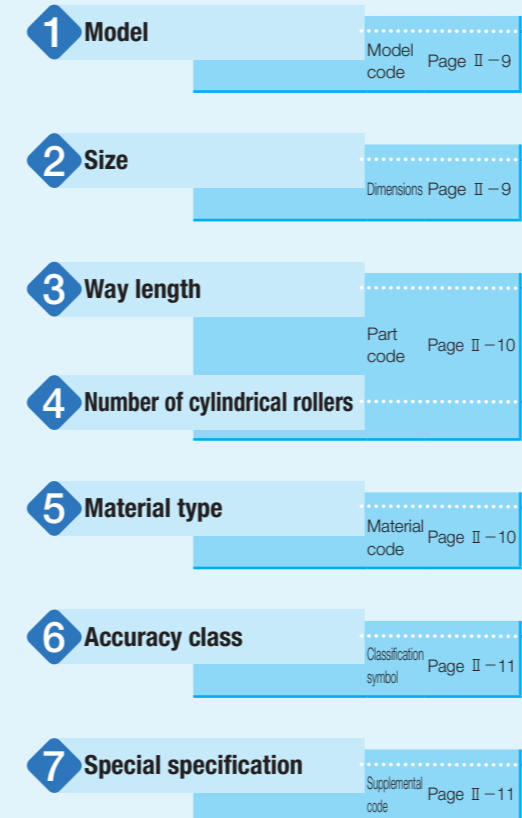 1 Model
Model
code
Page Ⅱ－9
2 Size
Dimensions Page Ⅱ－9
3 Way length
Part
code
Page Ⅱ－10
4 Number of cylindrical rollers
5 Material type
Material
code
Page Ⅱ－10
6 Accuracy class
Classification
symbol
Page Ⅱ－11
7 Special specification
Supplemental
code
Page Ⅱ－11